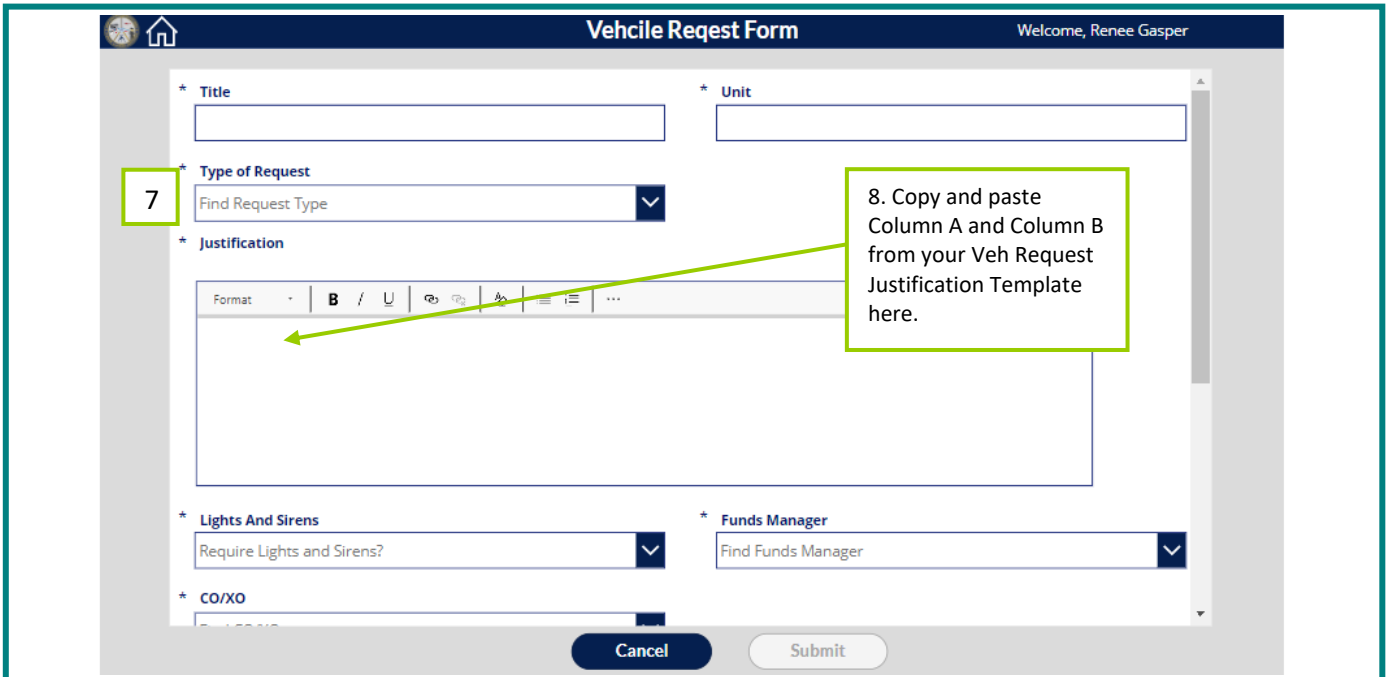 Vehcile Reqest Form
Welcome, Renee Gasper
* Title
* Unit
* Type of Request
7
Find Request Type
8. Copy and paste
Column A and Column B
from your Veh Request
Justification Template
here.
* Justification
Format B I U ...
* Lights And Sirens
* Funds Manager
Require Lights and Sirens?
Find Funds Manager
* CO/XO
Cancel
Submit